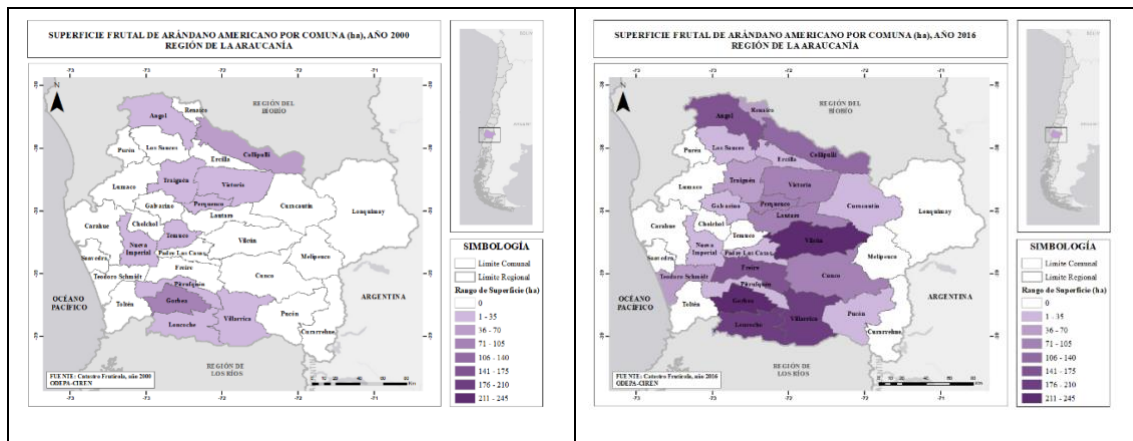 SUPERFICIE FRUTAL DE ARÁNDANO AMERICANO POR COMUNA (ha), AÑO 2000
REGIÓN DE LA ARAUCANÍA
-73
-72
-71
N
REGIÓN DEL
BIOBÍO
Renaico
Angol
Purén
Los Sauces
Ercilla
Collipulli
Lumaco
Traiguén
Victoria
Galvarino
Perquenco
Curacautín
Lonquimay
Carahue
Cholchol
Lautaro
Nueva
Imperial
Temuco
Vilcún
Padre Las Casas
Melipeuco
Saavedra
Freire
Cunco
Teodoro Schmidt
Pitrufquén
OCÉANO
PACÍFICO
Toltén
Gorbea
ARGENTINA
Loncoche
Villarrica
Pucón
Curarrehue
REGIÓN DE
LOS RÍOS
FUENTE: Catastro Frutícola, año 2000
ODEPA-CIREN
SIMBOLOGÍA
Límite Comunal
Límite Regional
Rango de Superficie (ha)
0
1 - 35
36 - 70
71 - 105
106 - 140
141 - 175
176 - 210
211 - 245
SUPERFICIE FRUTAL DE ARÁNDANO AMERICANO POR COMUNA (ha), AÑO 2016
REGIÓN DE LA ARAUCANÍA
-73
-72
-71
N
REGIÓN DEL
BIOBÍO
Renaico
Angol
Purén
Los Sauces
Ercilla
Collipulli
Lumaco
Traiguén
Victoria
Galvarino
Perquenco
Curacautín
Lonquimay
Carahue
Cholchol
Lautaro
Nueva
Imperial
Temuco
Vilcún
Padre Las Casas
Melipeuco
Saavedra
Freire
Cunco
Teodoro Schmidt
Pitrufquén
OCÉANO
PACÍFICO
Toltén
Gorbea
ARGENTINA
Loncoche
Villarrica
Pucón
Curarrehue
REGIÓN DE
LOS RÍOS
FUENTE: Catastro Frutícola, año 2016
ODEPA-CIREN
SIMBOLOGÍA
Límite Comunal
Límite Regional
Rango de Superficie (ha)
0
1 - 35
36 - 70
71 - 105
106 - 140
141 - 175
176 - 210
211 - 245